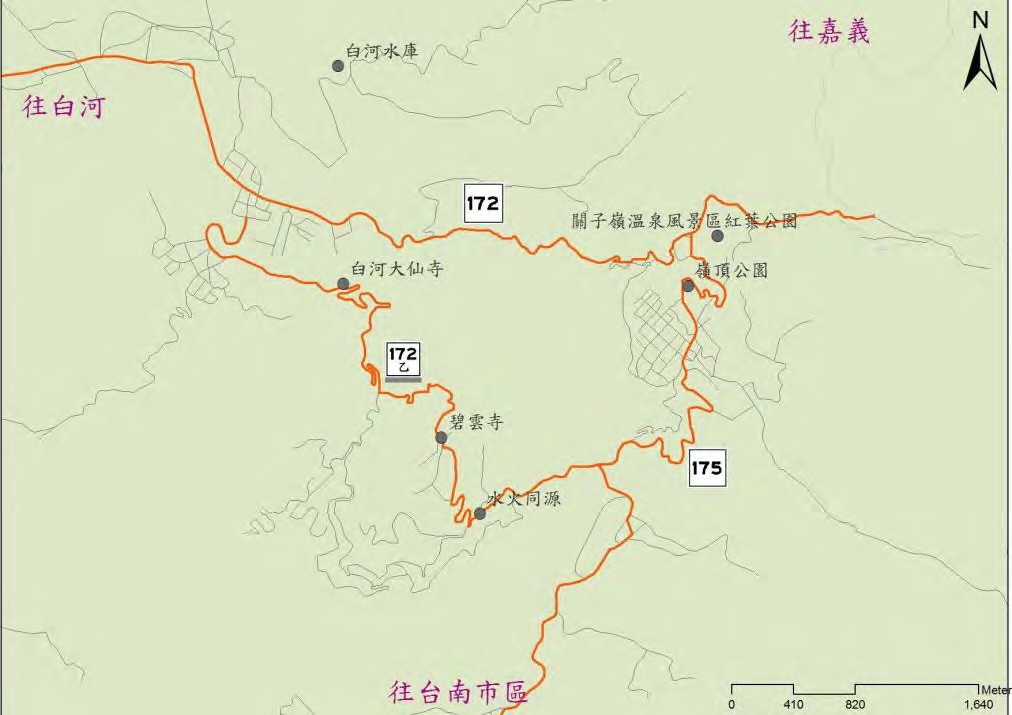 N
往嘉義
白河水庫
往白河
172
關子嶺溫泉風景區紅葉公園
白河大仙寺
嶺頂公園
172
乙
碧雲寺
175
水火同源
往台南市區
Meter
0 410 820 1,640